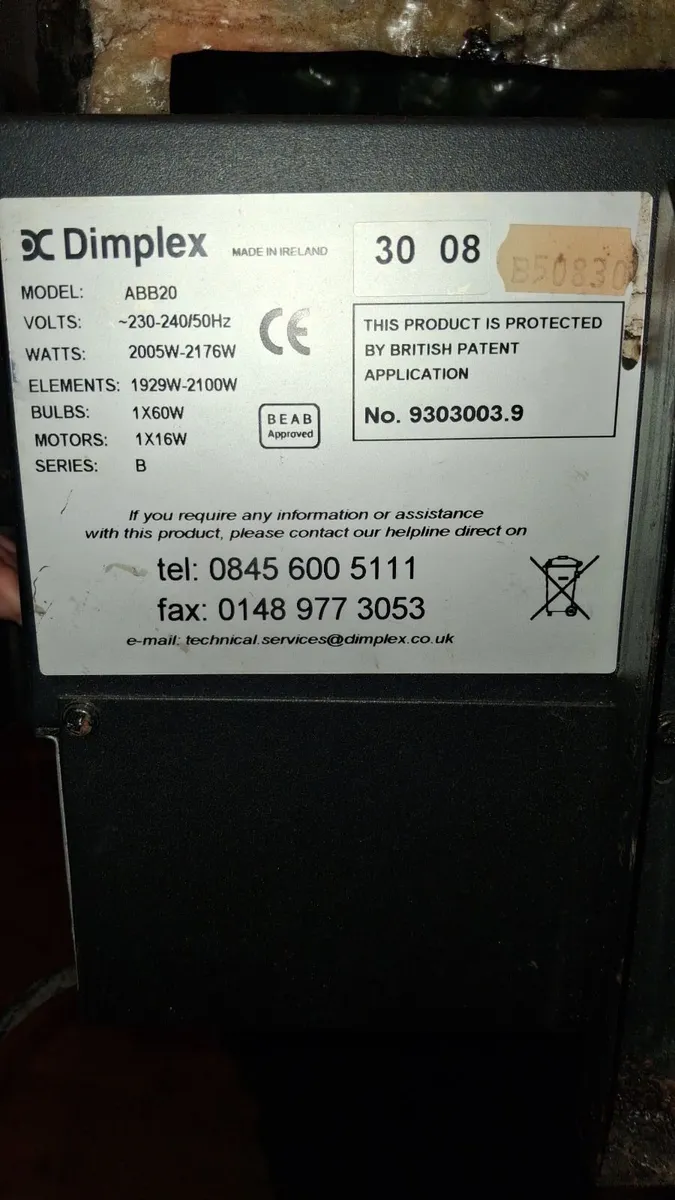 Dimplex MADE IN IRELAND
30 08
B50830
MODEL: ABB20
VOLTS: ~230-240/50Hz
WATTS: 2005W-2176W
ELEMENTS: 1929W-2100W
BULBS: 1X60W
MOTORS: 1X16W
SERIES: B
CE
BEAB
Approved
THIS PRODUCT IS PROTECTED
BY BRITISH PATENT
APPLICATION
No. 9303003.9
If you require any information or assistance
with this product, please contact our helpline direct on
tel: 0845 600 5111
fax: 0148 977 3053
e-mail: technical.services@dimplex.co.uk